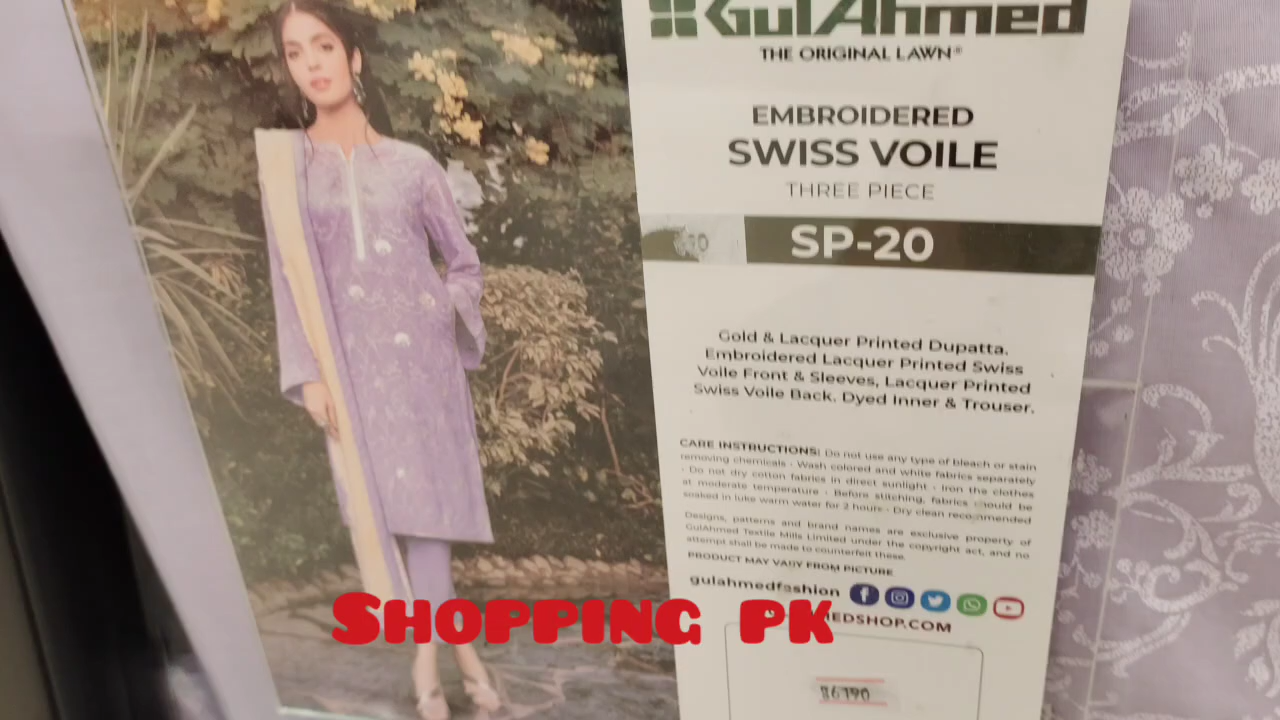 GulAhmed
THE ORIGINAL LAWN®
EMBROIDERED
SWISS VOILE
THREE PIECE
SP-20
Gold & Lacquer Printed Dupatta.
Embroidered Lacquer Printed Swiss
Voile Front & Sleeves, Lacquer Printed
Swiss Voile Back. Dyed Inner & Trouser.
CARE INSTRUCTIONS: Do not use any type of bleach or stain
removing chemicals - Wash colored and white fabrics separately
- Do not dry cotton fabrics in direct sunlight - Iron the clothes
at moderate temperature - Before stitching, fabrics should be
soaked in luke warm water for 2 hours - Dry clean recommended
Designs, patterns and brand names are exclusive property of
GulAhmed Textile Mills Limited under the copyright act, and no
attempt shall be made to counterfeit these.
PRODUCT MAY VARY FROM PICTURE
gulahmedfashion
MEDSHOP.COM
Shopping pk